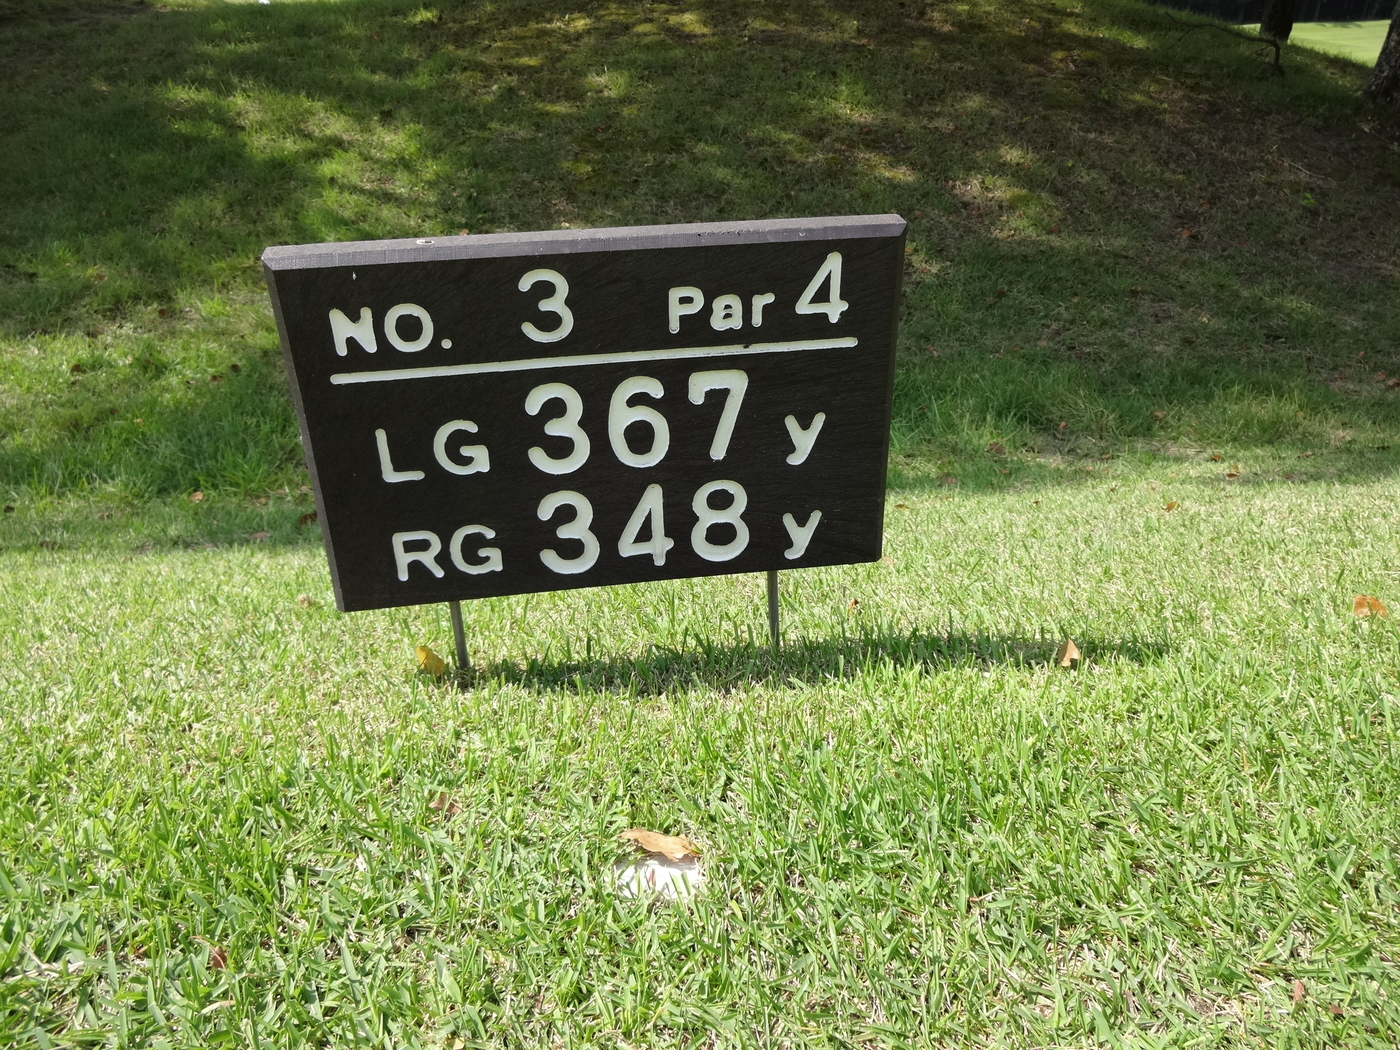 NO. 3 Par 4
LG 367 y
RG 348 y